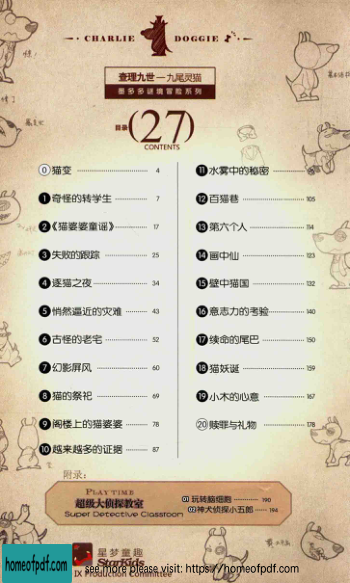 CHARLIE DOGGIE
查理九世—九尾灵猫
墨多多谜境冒险系列
目录 (27)
CONTENTS
0 猫变 4
1 奇怪的转学生 7
2 《猫婆婆童谣》 17
3 失败的跟踪 25
4 逐猫之夜 34
5 悄然逼近的灾难 43
6 古怪的老宅 52
7 幻影屏风 60
8 猫的祭祀 69
9 阁楼上的猫婆婆 78
10 越来越多的证据 87
11 水雾中的秘密
12 百猫巷 105
13 第六个人 114
14 画中仙 123
15 壁中猫国 132
16 意志力的考验 140
17 续命的尾巴 150
18 猫妖诞 159
19 小木的心意 167
20 赎罪与礼物 178
附录：
PLAY TIME
超级大侦探教室
Super Detective Classroon
01 玩转脑细胞 190
02 神犬侦探小五郎 194
星梦童趣
StarKids
IX Production Committee
homeofpdf.com
see more please visit: https://homeofpdf.com